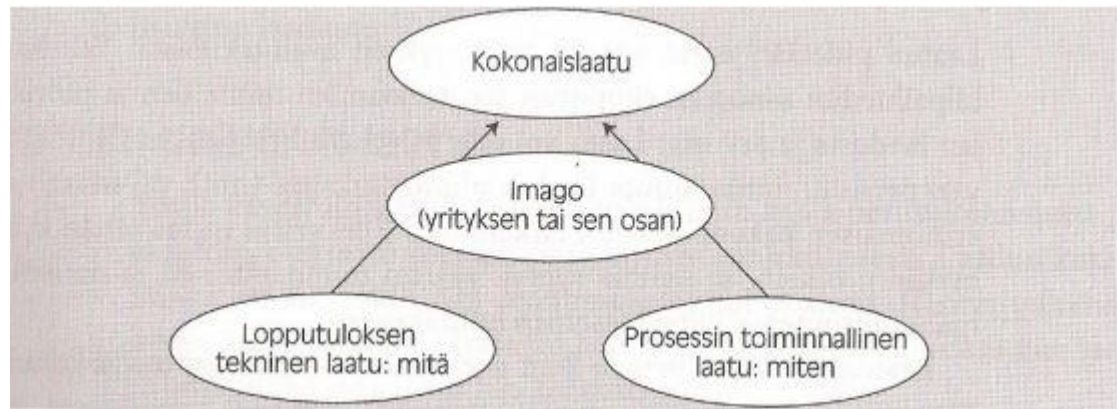 Kokonaislaatu
Imago
(yrityksen tai sen osan)
Lopputuloksen
tekninen laatu: mitä
Prosessin toiminnallinen
laatu: miten